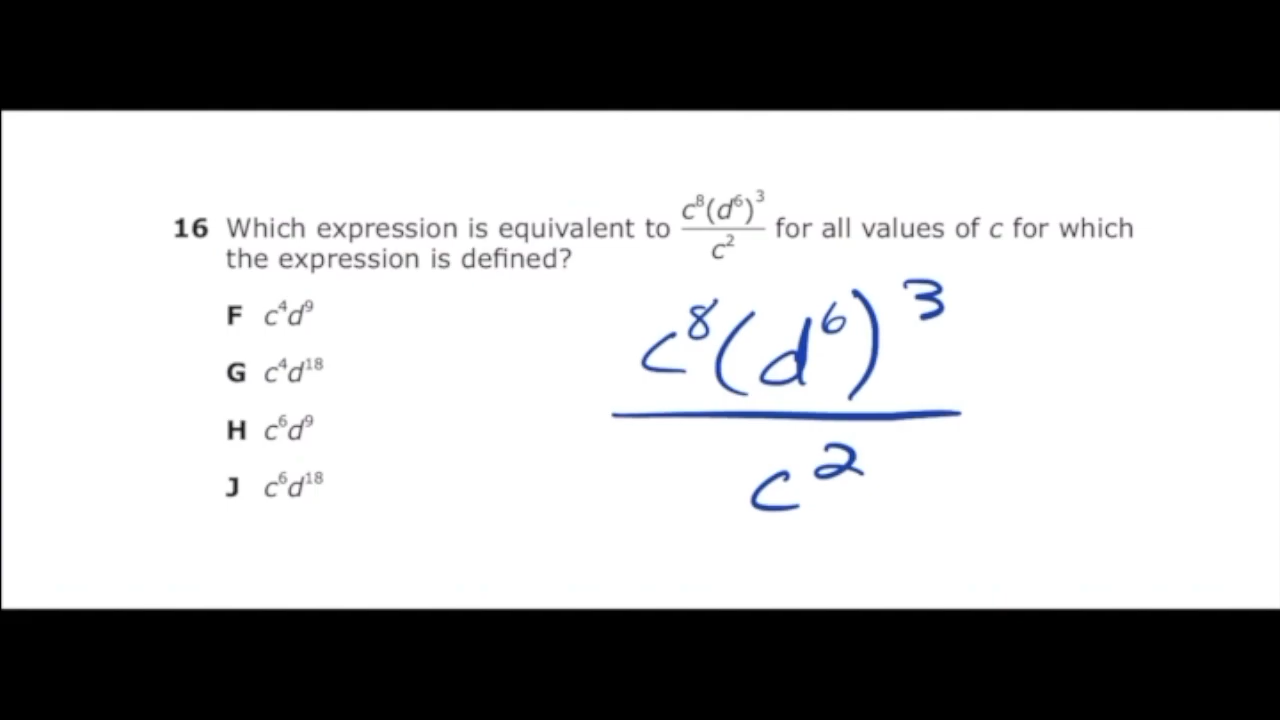 16 Which expression is equivalent to c⁸(d⁶)³/c² for all values of c for which
the expression is defined?
F c⁴d⁹
G c⁴d¹⁸
H c⁶d⁹
J c⁶d¹⁸
c⁸(d⁶)³
c²